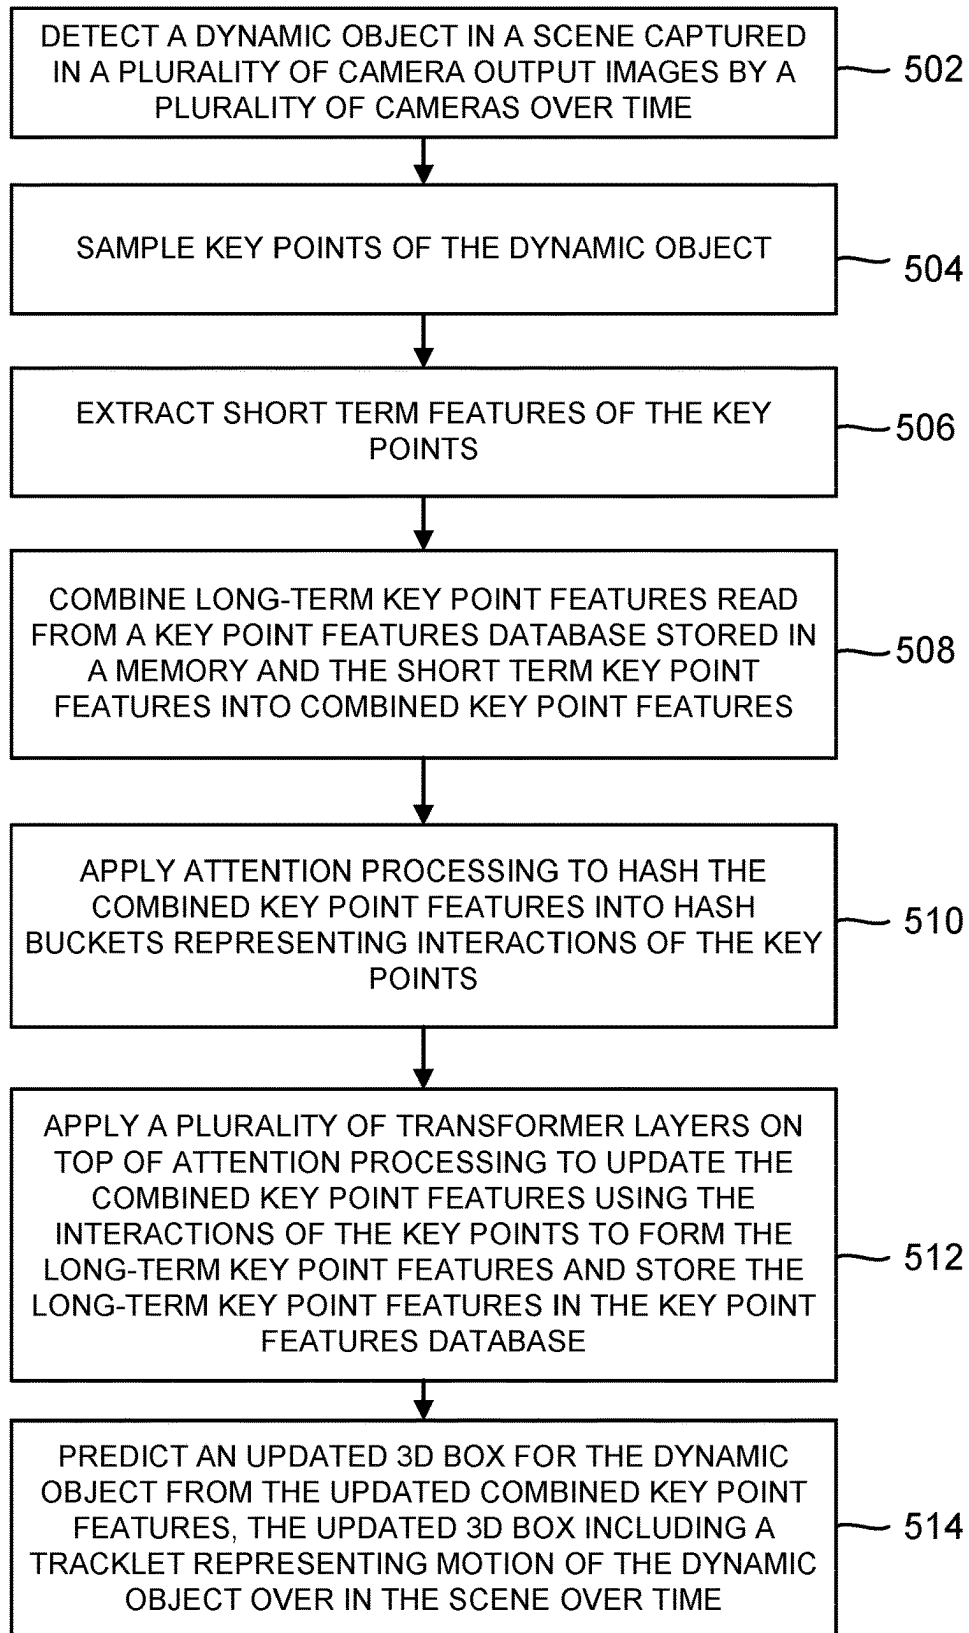 DETECT A DYNAMIC OBJECT IN A SCENE CAPTURED
IN A PLURALITY OF CAMERA OUTPUT IMAGES BY A
PLURALITY OF CAMERAS OVER TIME
502
SAMPLE KEY POINTS OF THE DYNAMIC OBJECT
504
EXTRACT SHORT TERM FEATURES OF THE KEY
POINTS
506
COMBINE LONG-TERM KEY POINT FEATURES READ
FROM A KEY POINT FEATURES DATABASE STORED IN
A MEMORY AND THE SHORT TERM KEY POINT
FEATURES INTO COMBINED KEY POINT FEATURES
508
APPLY ATTENTION PROCESSING TO HASH THE
COMBINED KEY POINT FEATURES INTO HASH
BUCKETS REPRESENTING INTERACTIONS OF THE KEY
POINTS
510
APPLY A PLURALITY OF TRANSFORMER LAYERS ON
TOP OF ATTENTION PROCESSING TO UPDATE THE
COMBINED KEY POINT FEATURES USING THE
INTERACTIONS OF THE KEY POINTS TO FORM THE
LONG-TERM KEY POINT FEATURES AND STORE THE
LONG-TERM KEY POINT FEATURES IN THE KEY POINT
FEATURES DATABASE
512
PREDICT AN UPDATED 3D BOX FOR THE DYNAMIC
OBJECT FROM THE UPDATED COMBINED KEY POINT
FEATURES, THE UPDATED 3D BOX INCLUDING A
TRACKLET REPRESENTING MOTION OF THE DYNAMIC
OBJECT OVER IN THE SCENE OVER TIME
514